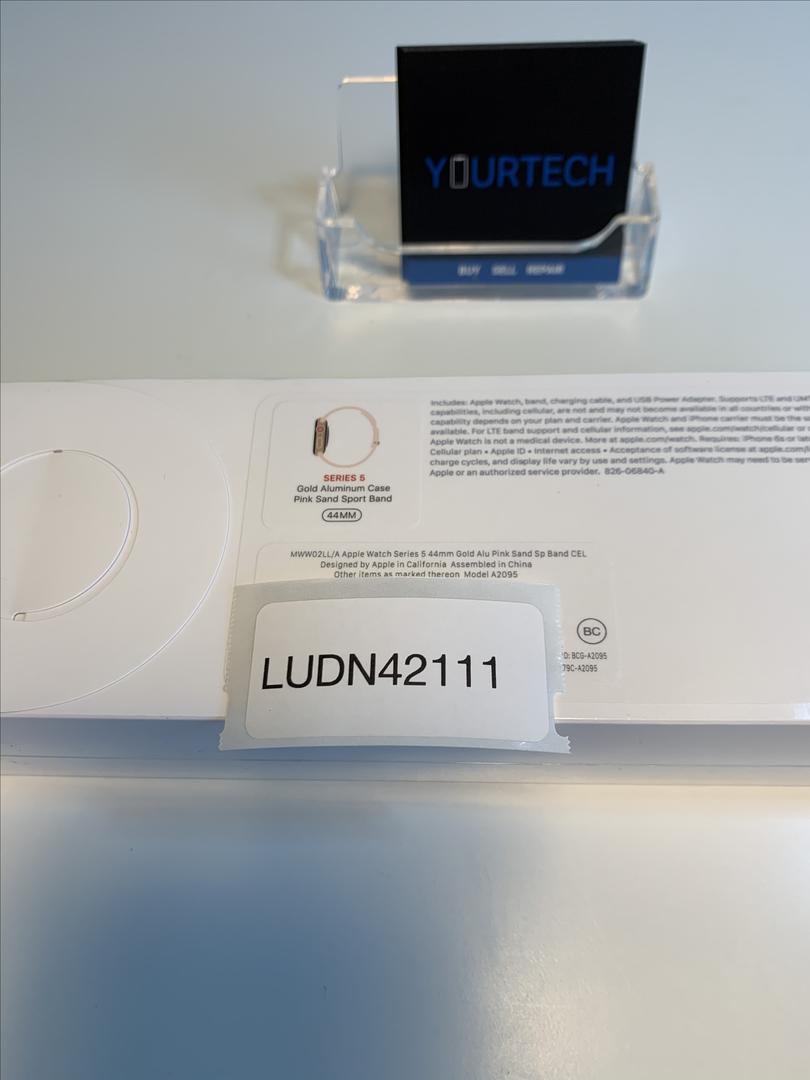 YOURTECH
BUY SELL REPAIR
Includes: Apple Watch, band, charging cable, and USB Power Adapter. Supports LTE and UMT
capabilities, including cellular, are not and may not become available in all countries or
capability depends on your plan and carrier. Apple Watch and iPhone carrier must be the
available. For LTE band support and cellular information, see apple.com/watch/cellular or
Apple Watch is not a medical device. More at apple.com/watch. Requires: iPhone 6s or
Cellular plan • Apple ID • Internet access • Acceptance of software license at apple.com/
charge cycles, and display life vary by use and settings. Apple Watch may need to be
Apple or an authorized service provider. 826-06840-A
SERIES 5
Gold Aluminum Case
Pink Sand Sport Band
44MM
MWW02LL/A Apple Watch Series 5 44mm Gold Alu Pink Sand Sp Band CEL
Designed by Apple in California Assembled in China
Other items as marked thereon Model A2095
BC
D: BCG-A2095
79C-A2095
LUDN42111